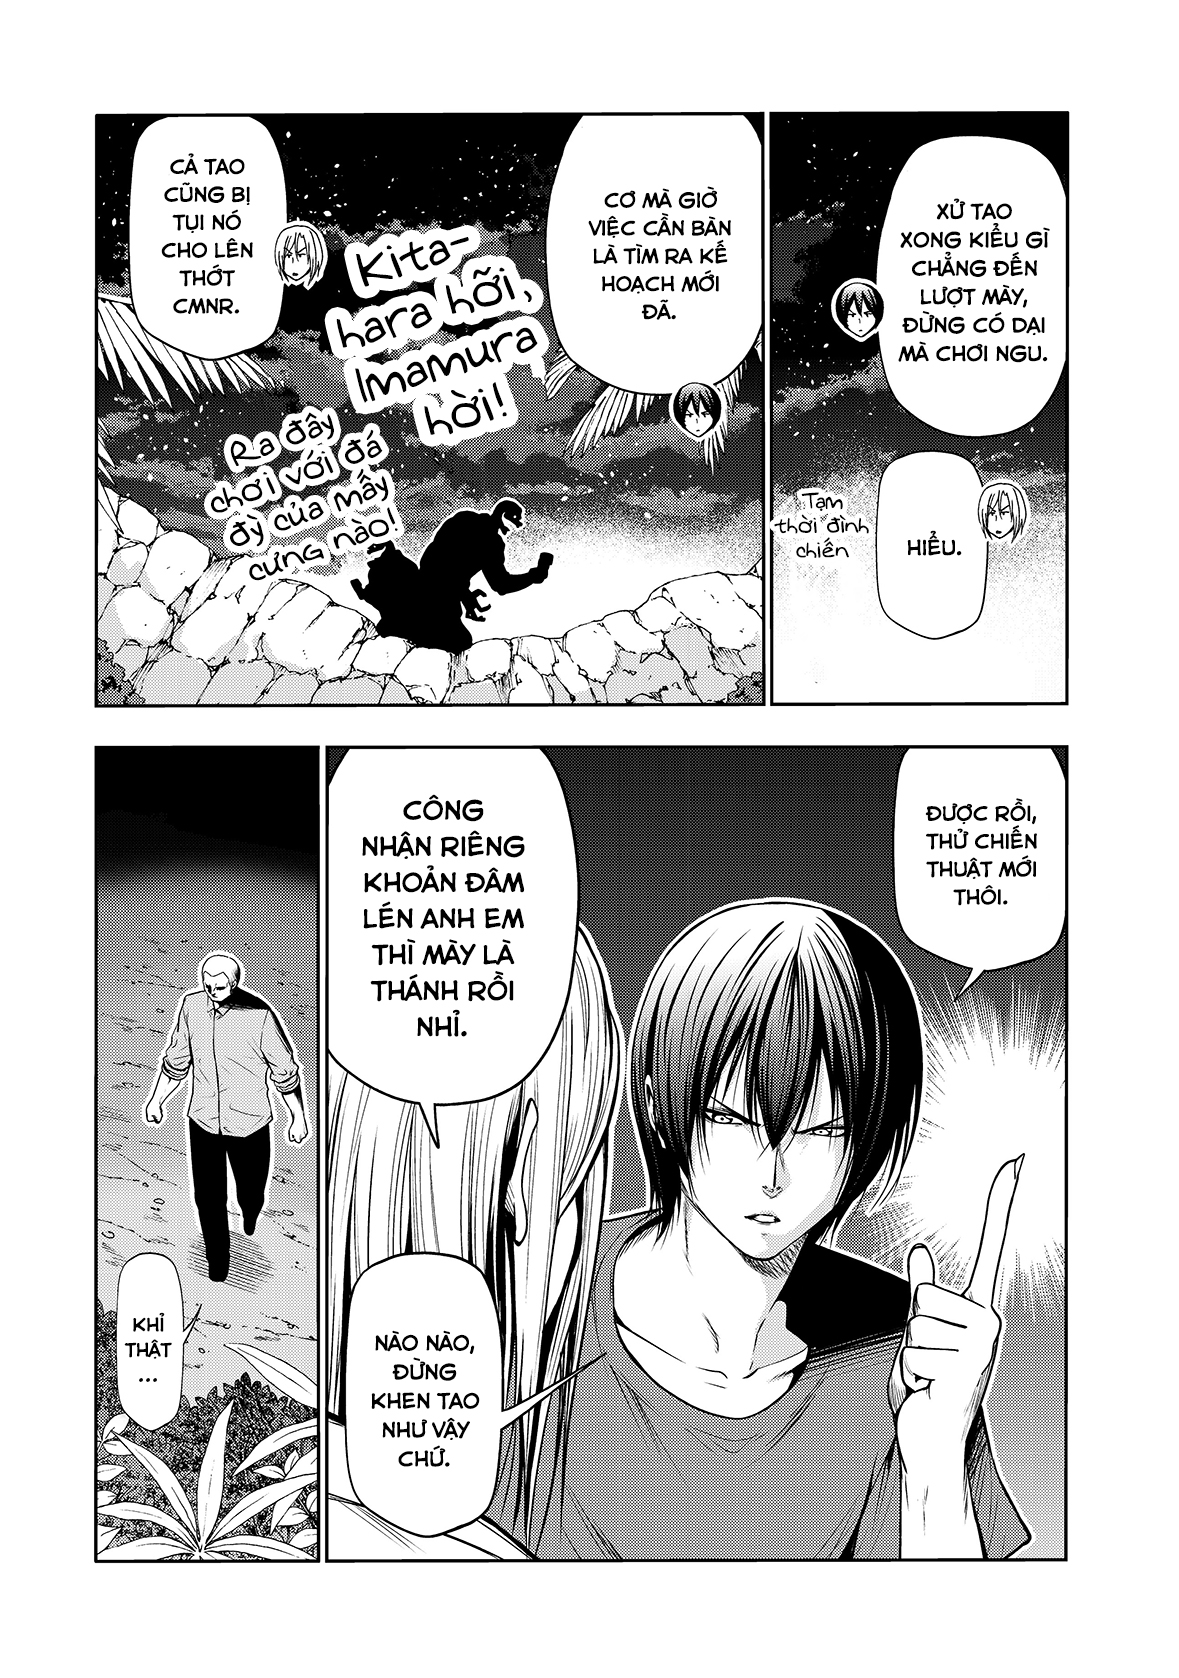 XỬ TAO
XONG KIỂU GÌ
CHẲNG ĐẾN
LƯỢT MÀY,
ĐỪNG CÓ DẠI
MÀ CHƠI NGU.
HIỂU.
Tạm
thời đình
chiến
CƠ MÀ GIỜ
VIỆC CẦN BÀN
LÀ TÌM RA KẾ
HOẠCH MỚI
ĐÃ.
Kita-
hara hỡi,
Imamura
hời!
Ra đây
chơi với đá
đỳ của mấy
cưng nào!
CẢ TAO
CŨNG BỊ
TỤI NÓ
CHO LÊN
THỚT
CMNR.
ĐƯỢC RỒI,
THỬ CHIẾN
THUẬT MỚI
THÔI.
CÔNG
NHẬN RIÊNG
KHOẢN ĐÂM
LÉN ANH EM
THÌ MÀY LÀ
THÁNH RỒI
NHỈ.
NÀO NÀO,
ĐỪNG
KHEN TAO
NHƯ VẬY
CHỨ.
KHỈ
THẬT
...